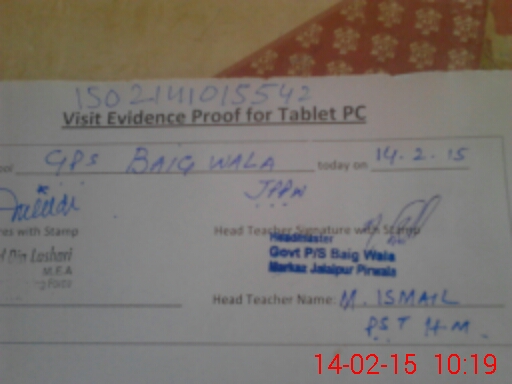 1502141015542
Visit Evidence Proof for Tablet PC
GPS BAIG WALA today on 14.2.15
JPPW
res with Stamp Head Teacher Signature with Stamp
Din Lashari
M.E.A
Force
Headmaster
Govt P/S Baig Wala
Markaz Jalalpur Pirwala
Head Teacher Name: M. ISMAIL
PST H.M.
14-02-15 10:19